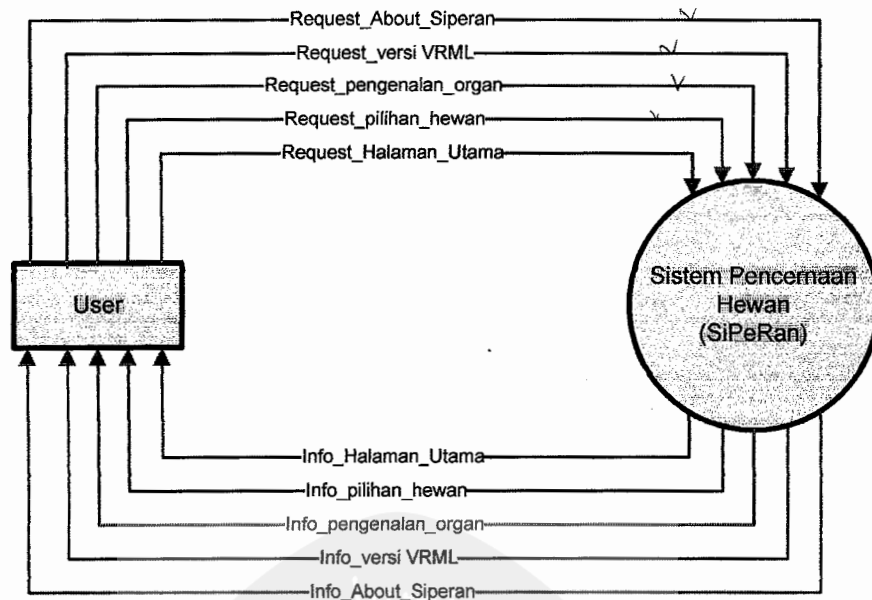 Request_About_Siperan
Request_versi VRML
Request_pengenalan_organ
Request_pilihan_hewan
Request_Halaman_Utama
User
Sistem Pencernaan
Hewan
(SiPeRan)
Info_Halaman_Utama
Info_pilihan_hewan
Info_pengenalan_organ
Info_versi VRML
Info_About_Siperan